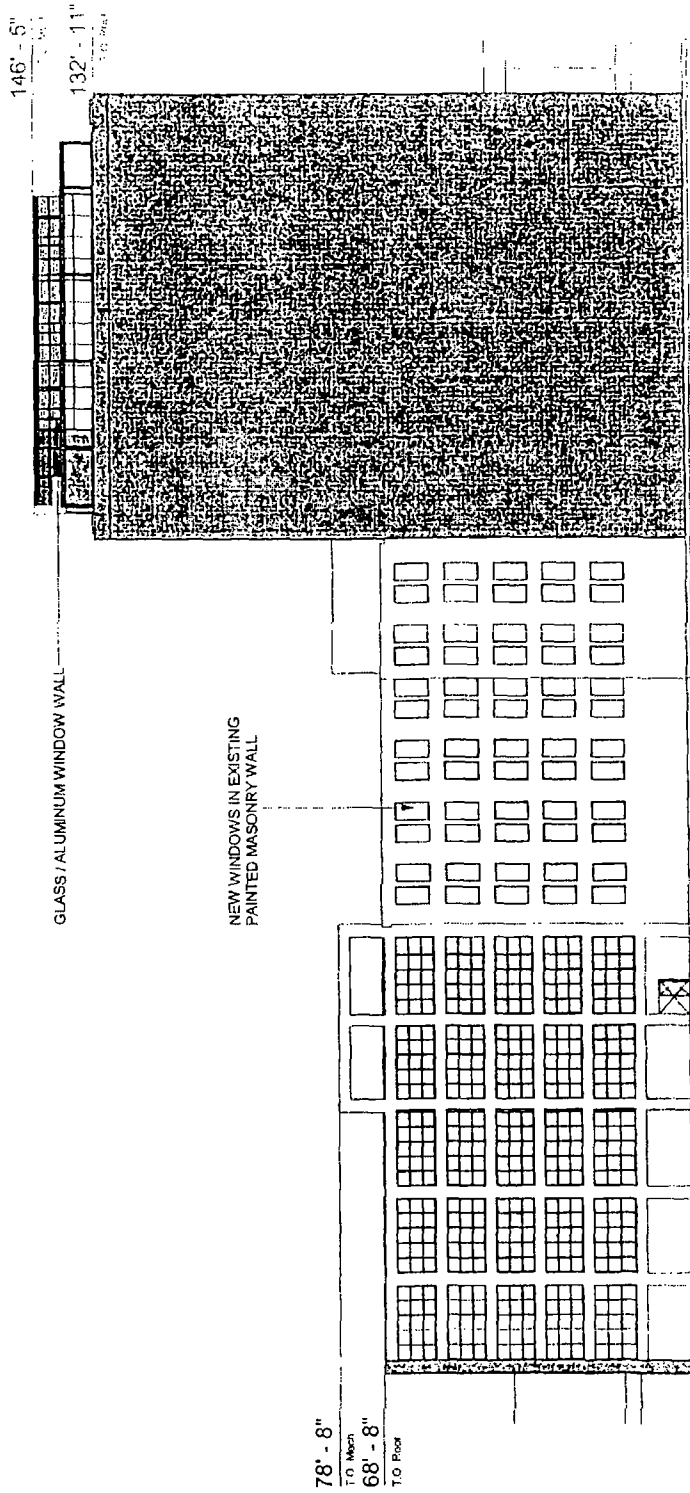 146' - 5"
132' - 11"
T.O. Roof
GLASS / ALUMINUM WINDOW WALL
NEW WINDOWS IN EXISTING
PAINTED MASONRY WALL
78' - 8"
T.O. Mech
68' - 8"
T.O. Roof